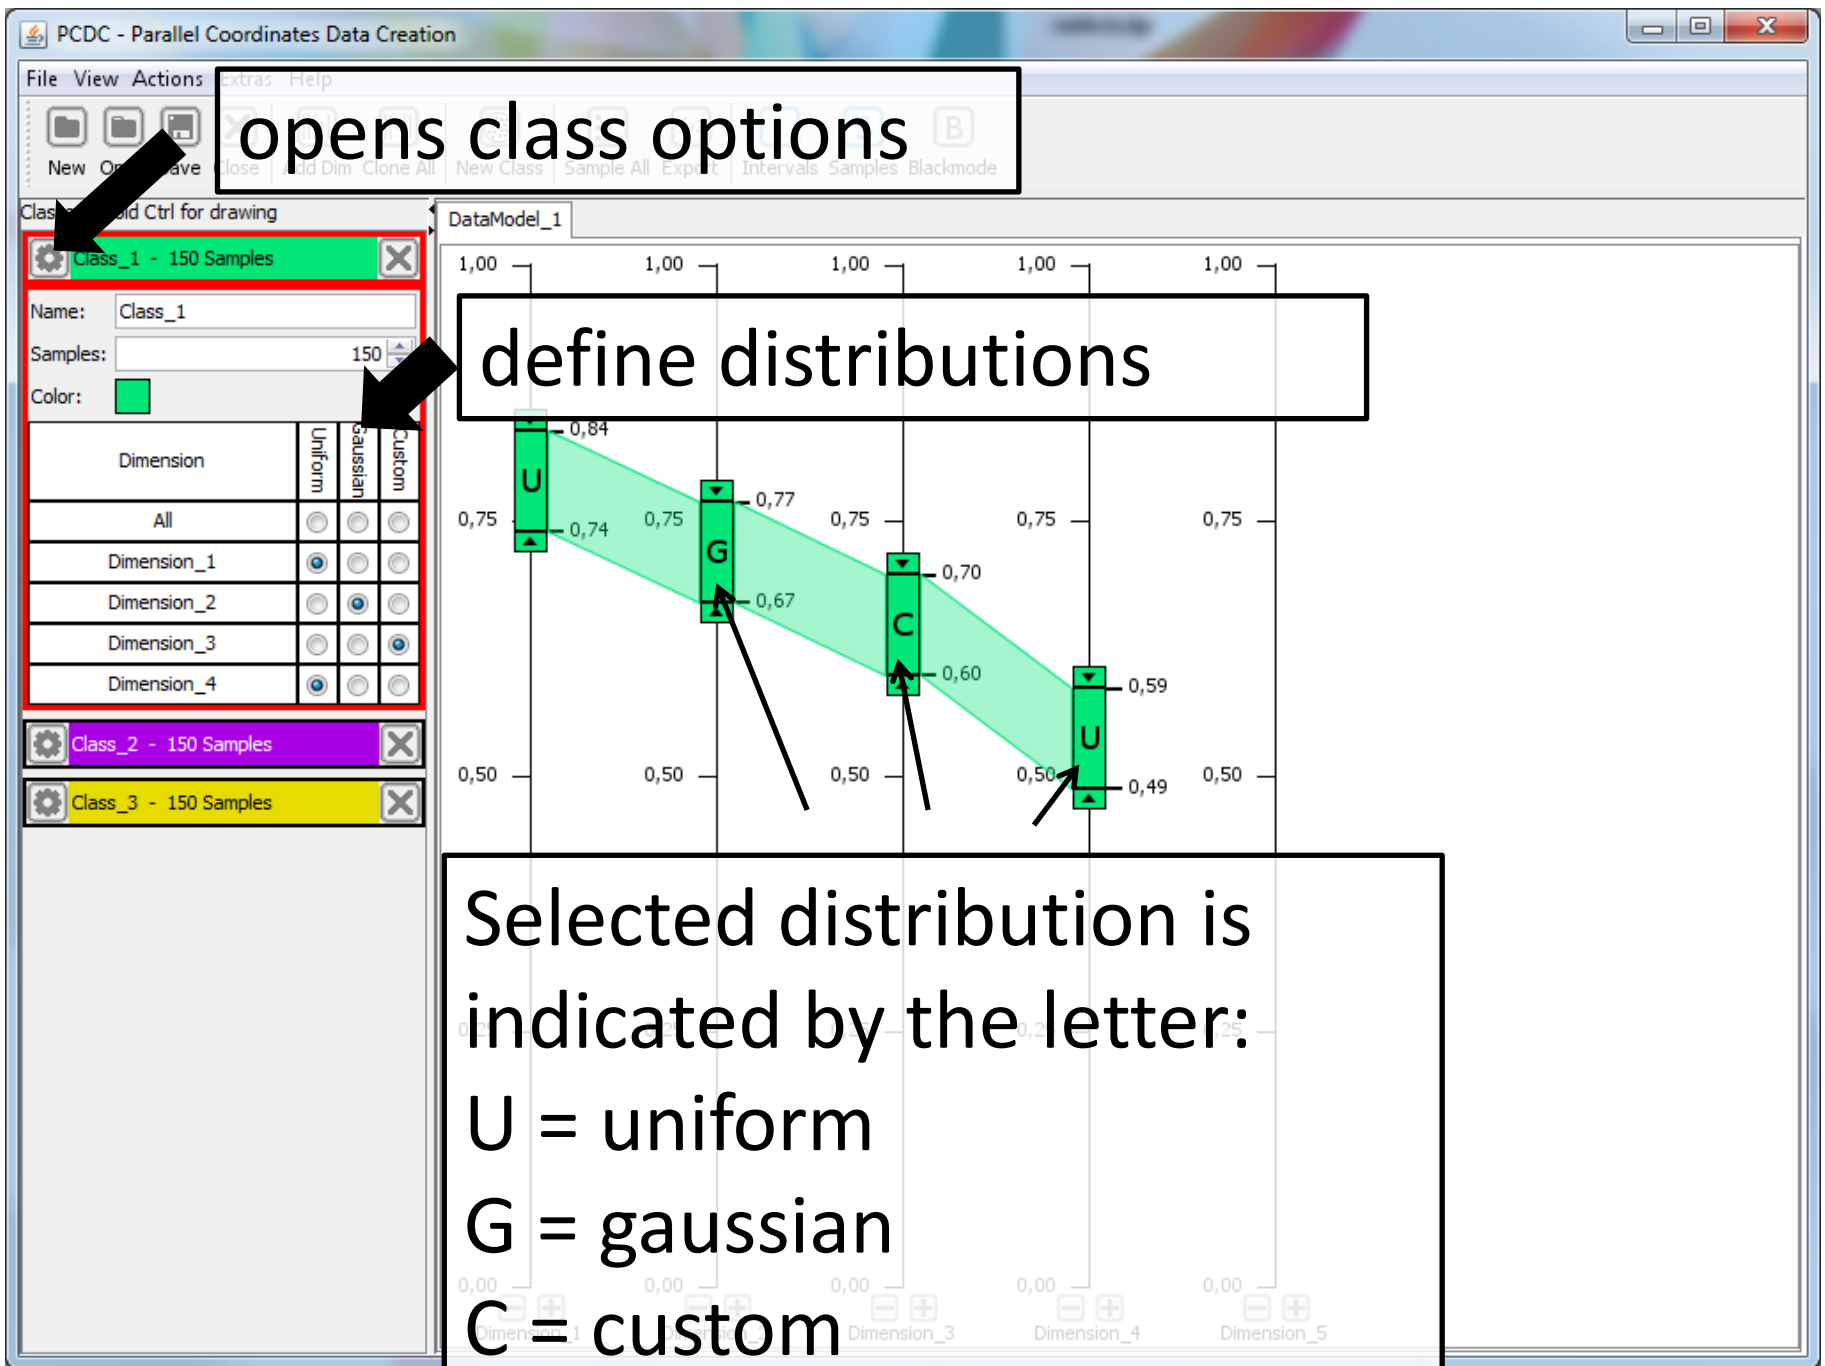 PCDC - Parallel Coordinates Data Creation
File View Actions Extras Help
opens class options
New Close Add Dim Clone All New Class Sample All Export Intervals Samples Blackmode
B
for drawing
DataModel_1
Class_1 - 150 Samples
Name: Class_1
Samples: 150
Color:
Dimension Uniform Gaussian Custom
All
Dimension_1
Dimension_2
Dimension_3
Dimension_4
Class_2 - 150 Samples
Class_3 - 150 Samples
1,00 1,00 1,00 1,00 1,00
define distributions
0,84
U
0,77
0,75 0,75 0,75 0,75 0,75
0,74
G
0,70
0,67
C
0,60
0,59
U
0,50 0,50 0,50 0,50 0,50
0,49
Selected distribution is
indicated by the letter:
U = uniform
G = gaussian
C = custom
0,00 0,00 0,00 0,00 0,00
Dimension_1 Dimension_3 Dimension_4 Dimension_5